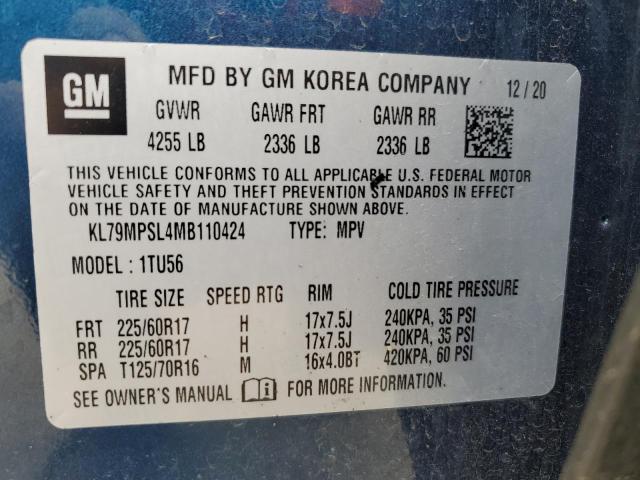 GM
MFD BY GM KOREA COMPANY 12/20
GVWR GAWR FRT GAWR RR
4255 LB 2336 LB 2336 LB
THIS VEHICLE CONFORMS TO ALL APPLICABLE U.S. FEDERAL MOTOR
VEHICLE SAFETY AND THEFT PREVENTION STANDARDS IN EFFECT
ON THE DATE OF MANUFACTURE SHOWN ABOVE.
KL79MPSL4MB110424 TYPE: MPV
MODEL : 1TU56
TIRE SIZE SPEED RTG RIM COLD TIRE PRESSURE
FRT 225/60R17 H 17x7.5J 240KPA, 35 PSI
RR 225/60R17 H 17x7.5J 240KPA, 35 PSI
SPA T125/70R16 M 16x4.0BT 420KPA, 60 PSI
SEE OWNER'S MANUAL FOR MORE INFORMATION.